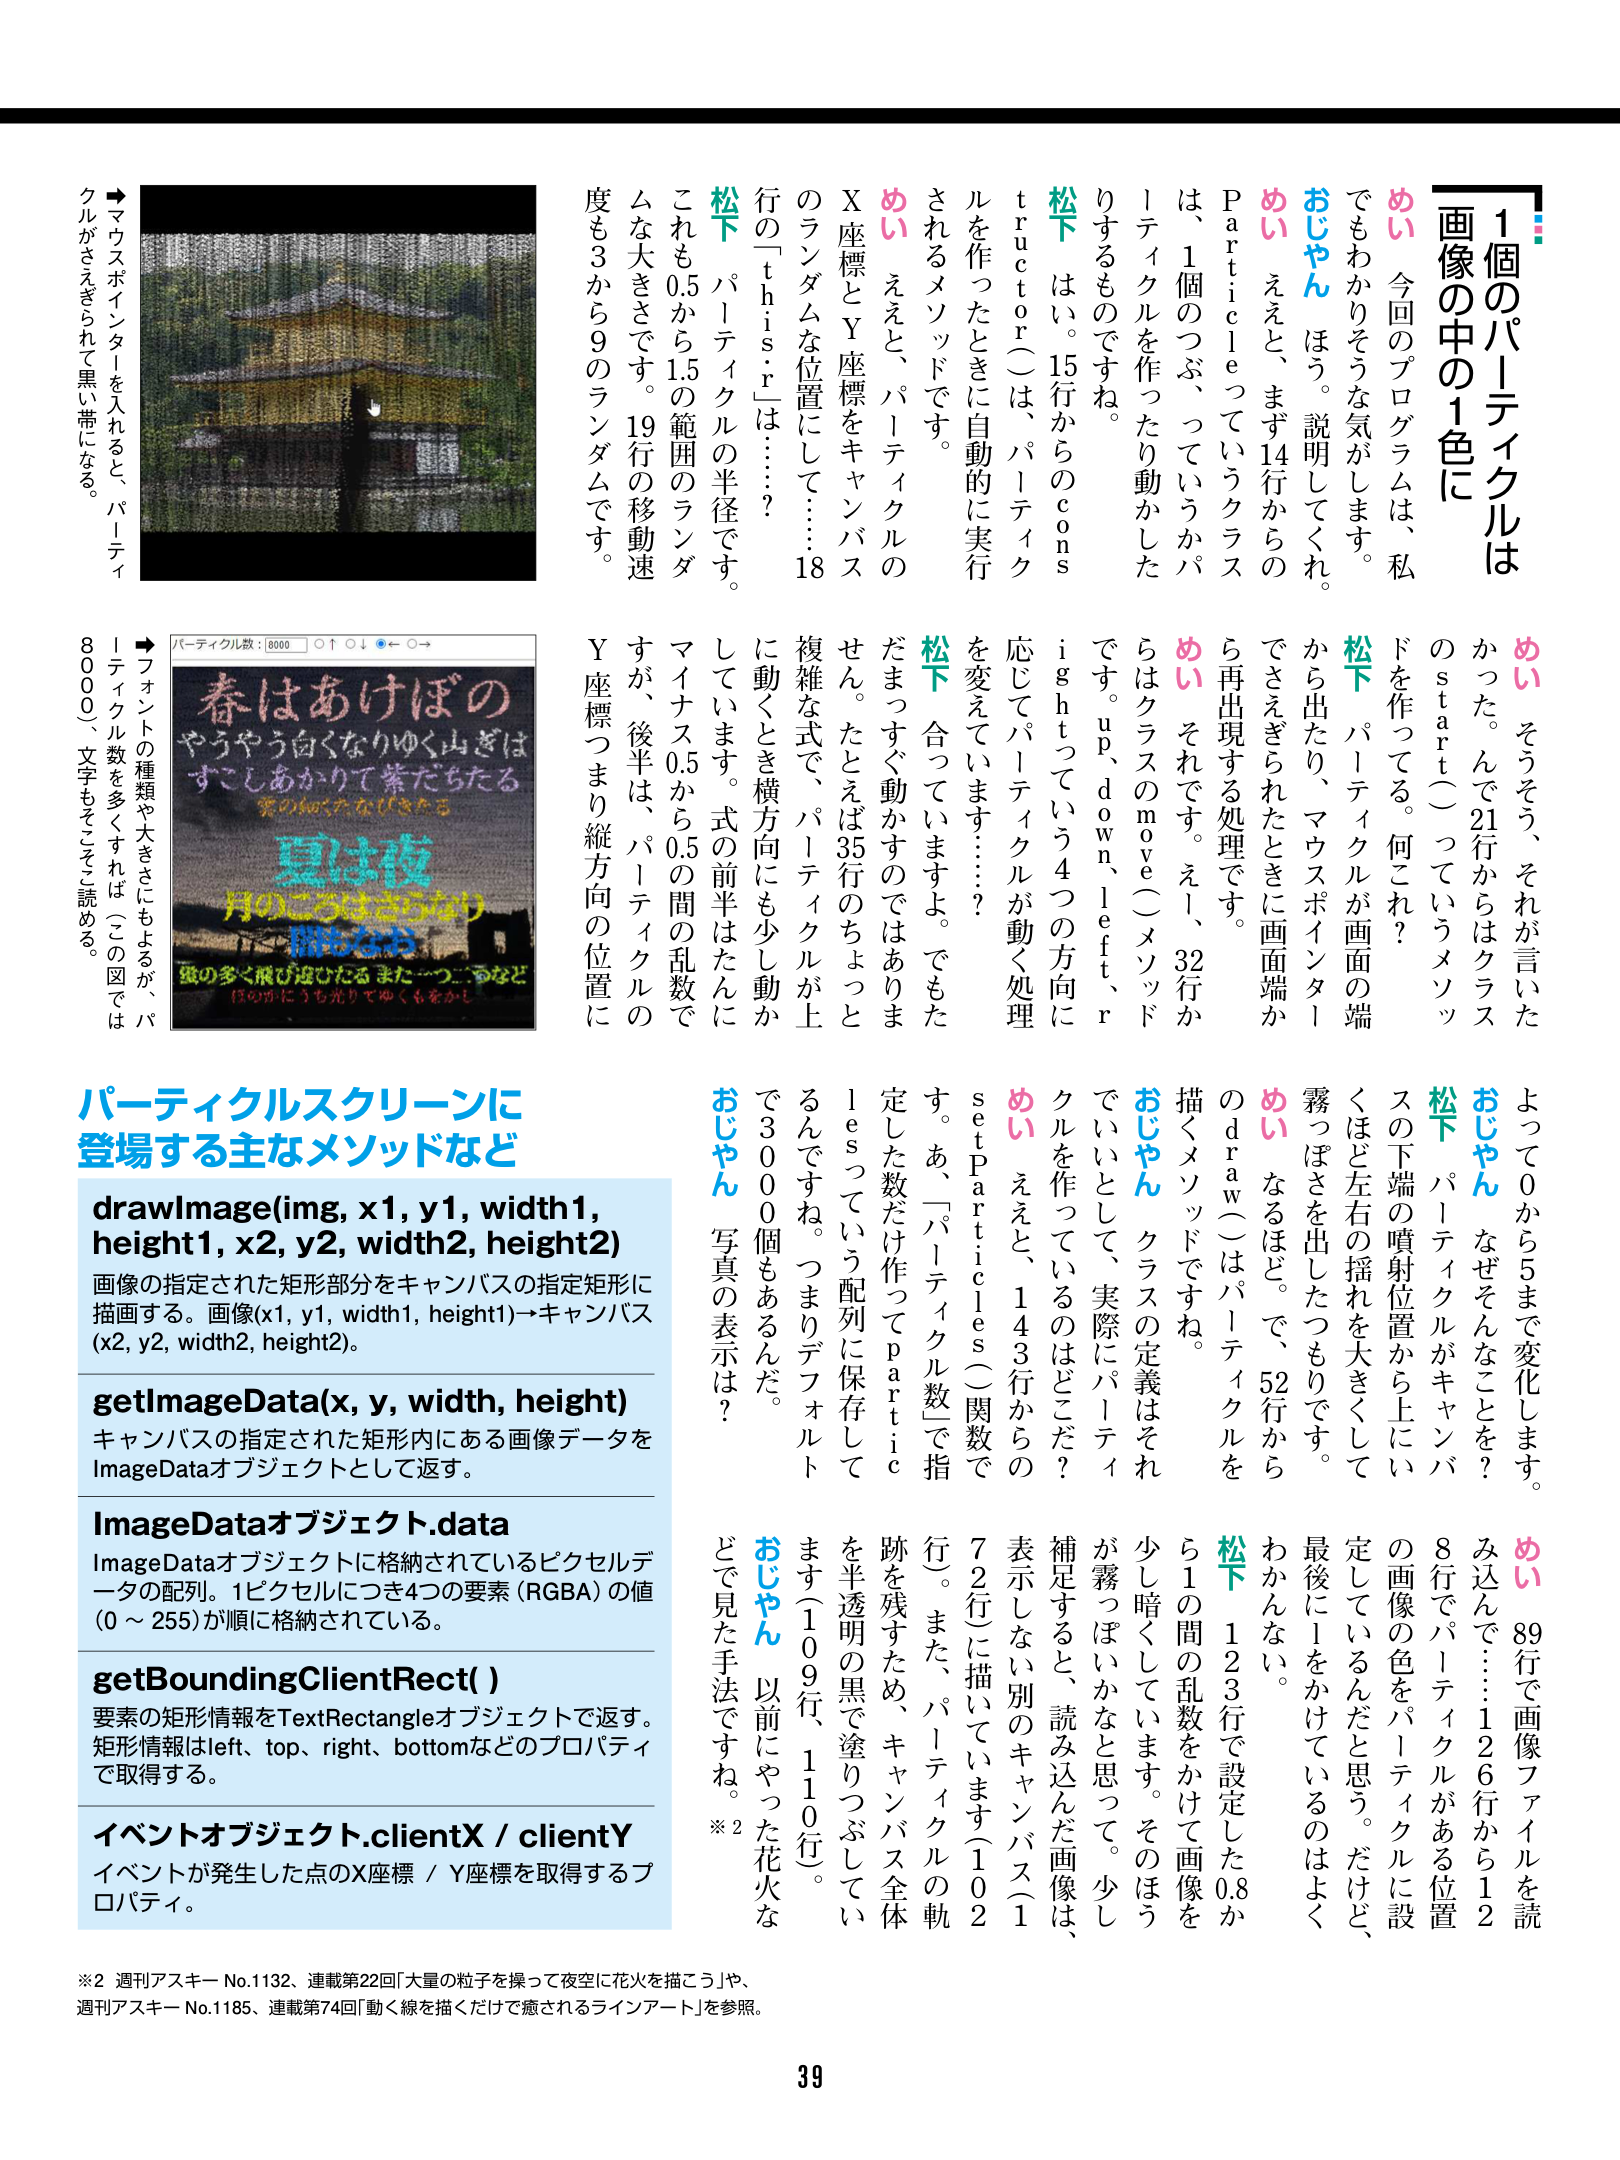 1個のパーティクルは
画像の中の1色に
めい　今回のプログラムは、私
でもわかりそうな気がします。
おじやん　ほう。説明してくれ。
めい　ええと、まず14行からの
Particleっていうクラス
は、1個のつぶ、っていうかパ
ーティクルを作ったり動かした
りするものですね。
松下　はい。15行からのcons
tructor()は、パーティク
ルを作ったときに自動的に実行
されるメソッドです。
めい　ええと、パーティクルの
X座標とY座標をキャンバス
のランダムな位置にして……18
行の「this.r」は……?
松下　パーティクルの半径です。
これも0.5から1.5の範囲のランダ
ムな大きさです。19行の移動速
度も3から9のランダムです。
➡マウスポインターを入れると、パーティ
クルがさえぎられて黒い帯になる。
めい　そうそう、それが言いた
かった。んで21行からはクラス
のstart()っていうメソッ
ドを作ってる。何これ?
松下　パーティクルが画面の端
から出たり、マウスポインター
でさえぎられたときに画面端か
ら再出現する処理です。
めい　それです。えー、32行か
らはクラスのmove()メソッド
です。up、down、left、r
ightっていう4つの方向に
応じてパーティクルが動く処理
を変えています……?
松下　合っていますよ。でもた
だまっすぐ動かすのではありま
せん。たとえば35行のちょっと
複雑な式で、パーティクルが上
に動くとき横方向にも少し動か
しています。式の前半はたんに
マイナス0.5から0.5の間の乱数で
すが、後半は、パーティクルの
Y座標つまり縦方向の位置に
パーティクル数：8000 ○↑ ○↓ ◉← ○→
春はあけぼの
やうやう白くなりゆく山ぎは
すこしあかりて紫だちたる
雲の細くたなびきたる
夏は夜
月のころはさらなり
闇もなお
蛍の多く飛び違ひたる また一つ二つなど
ほのかにうち光りてゆくもをかし
➡フォントの種類や大きさにもよるが、パ
ーティクル数を多くすれば（この図では
8000）、文字もそこそこ読める。
よって0から5まで変化します。
おじやん　なぜそんなことを?
松下　パーティクルがキャンバ
スの下端の噴射位置から上にい
くほど左右の揺れを大きくして
霧っぽさを出したつもりです。
めい　なるほど。で、52行から
のdraw()はパーティクルを
描くメソッドですね。
おじやん　クラスの定義はそれ
でいいとして、実際にパーティ
クルを作っているのはどこだ?
めい　ええと、143行からの
setParticles()関数で
す。あ、「パーティクル数」で指
定した数だけ作ってpartic
lesっていう配列に保存して
るんですね。つまりデフォルト
で3000個もあるんだ。
おじやん　写真の表示は?
めい　89行で画像ファイルを読
み込んで……126行から12
8行でパーティクルがある位置
の画像の色をパーティクルに設
定しているんだと思う。だけど、
最後にlをかけているのはよく
わかんない。
松下　123行で設定した0.8か
ら1の間の乱数をかけて画像を
少し暗くしています。そのほう
が霧っぽいかなと思って。少し
補足すると、読み込んだ画像は、
表示しない別のキャンバス（1
72行）に描いています（102
行）。また、パーティクルの軌
跡を残すため、キャンバス全体
を半透明の黒で塗りつぶしてい
ます（109行、110行）。
おじやん　以前にやった花火な
どで見た手法ですね。※2
パーティクルスクリーンに
登場する主なメソッドなど
drawImage(img, x1, y1, width1,
height1, x2, y2, width2, height2)
画像の指定された矩形部分をキャンバスの指定矩形に
描画する。画像(x1, y1, width1, height1)→キャンバス
(x2, y2, width2, height2)。
getImageData(x, y, width, height)
キャンバスの指定された矩形内にある画像データを
ImageDataオブジェクトとして返す。
ImageDataオブジェクト.data
ImageDataオブジェクトに格納されているピクセルデ
ータの配列。1ピクセルにつき4つの要素（RGBA）の値
（0 ～ 255）が順に格納されている。
getBoundingClientRect( )
要素の矩形情報をTextRectangleオブジェクトで返す。
矩形情報はleft、top、right、bottomなどのプロパティ
で取得する。
イベントオブジェクト.clientX / clientY
イベントが発生した点のX座標 / Y座標を取得するプ
ロパティ。
※2 週刊アスキー No.1132、連載第22回「大量の粒子を操って夜空に花火を描こう」や、
週刊アスキー No.1185、連載第74回「動く線を描くだけで癒されるラインアート」を参照。
39